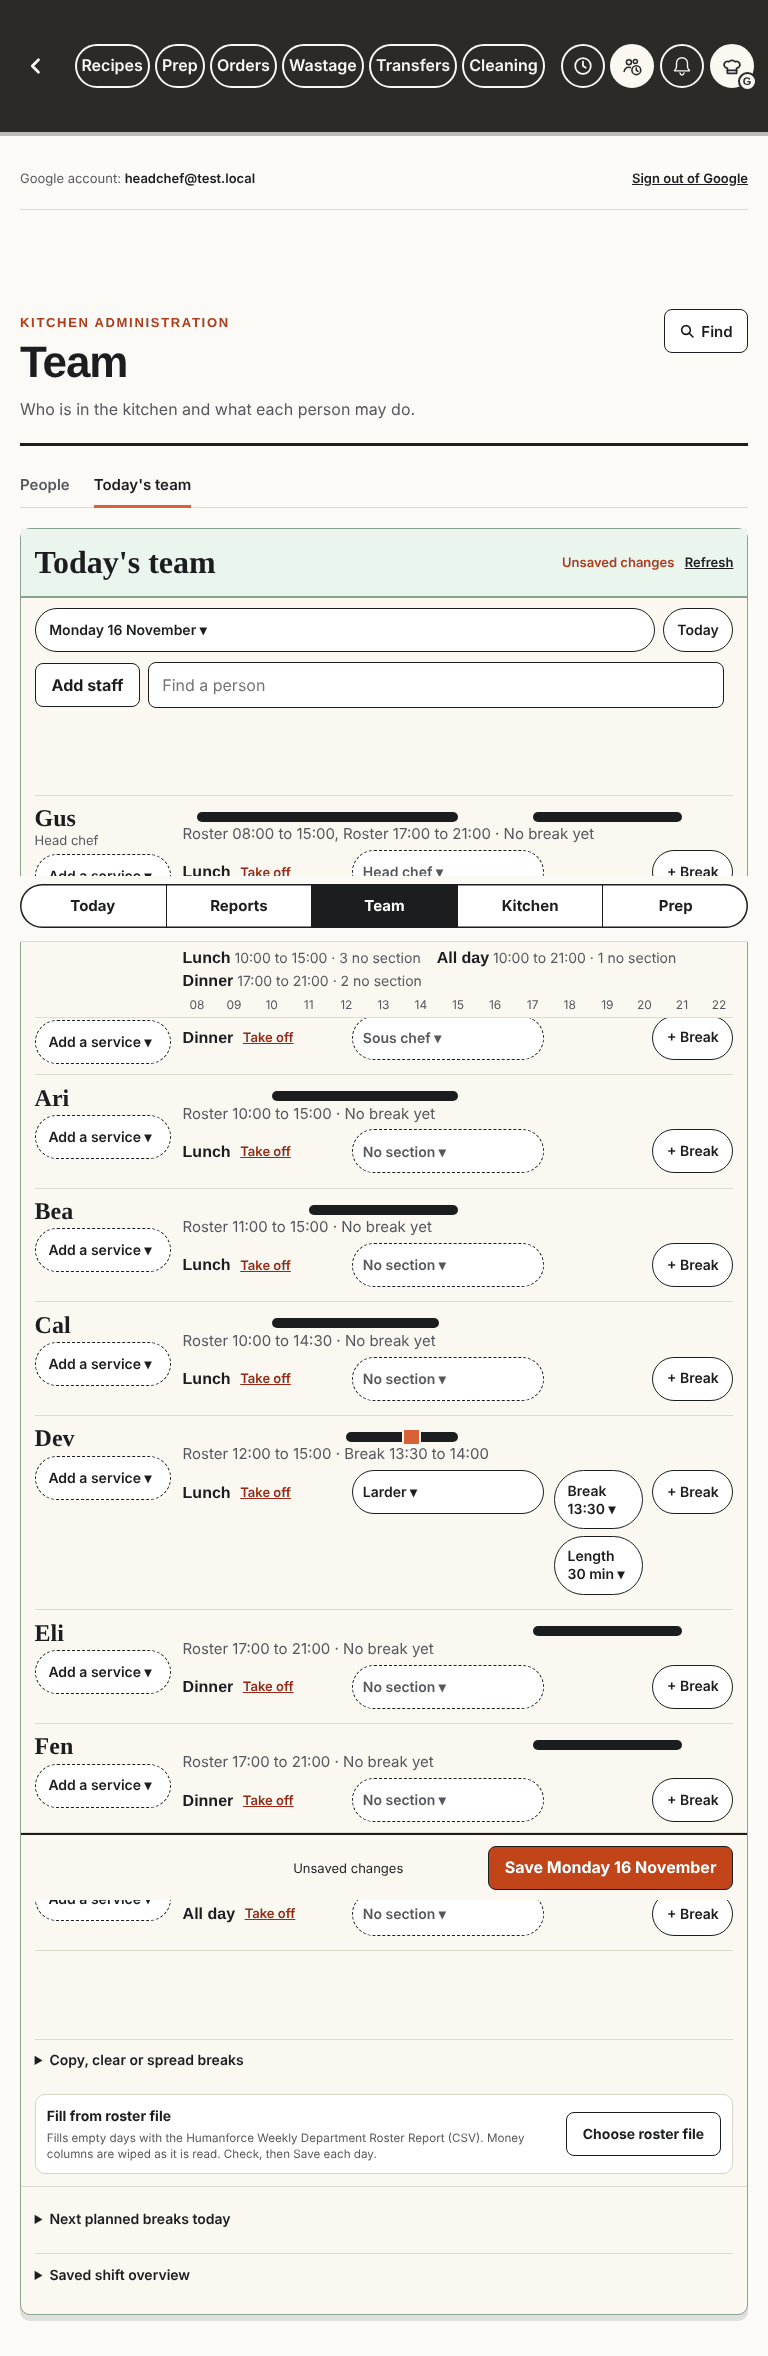 Recipes Prep Orders Wastage Transfers Cleaning G
Google account: headchef@test.local Sign out of Google
KITCHEN ADMINISTRATION
Find
Team
Who is in the kitchen and what each person may do.
People Today's team
Today's team Unsaved changes Refresh
Monday 16 November ▾ Today
Add staff Find a person
Gus
Head chef
Roster 08:00 to 15:00, Roster 17:00 to 21:00 · No break yet
Add a service ▾ Lunch Take off Head chef ▾ + Break
Today Reports Team Kitchen Prep
Lunch 10:00 to 15:00 · 3 no section All day 10:00 to 21:00 · 1 no section
Dinner 17:00 to 21:00 · 2 no section
08 09 10 11 12 13 14 15 16 17 18 19 20 21 22
Add a service ▾ Dinner Take off Sous chef ▾ + Break
Ari
Roster 10:00 to 15:00 · No break yet
Add a service ▾ Lunch Take off No section ▾ + Break
Bea
Roster 11:00 to 15:00 · No break yet
Add a service ▾ Lunch Take off No section ▾ + Break
Cal
Roster 10:00 to 14:30 · No break yet
Add a service ▾ Lunch Take off No section ▾ + Break
Dev
Roster 12:00 to 15:00 · Break 13:30 to 14:00
Add a service ▾ Lunch Take off Larder ▾ Break 13:30 ▾ + Break
Length 30 min ▾
Eli
Roster 17:00 to 21:00 · No break yet
Add a service ▾ Dinner Take off No section ▾ + Break
Fen
Roster 17:00 to 21:00 · No break yet
Add a service ▾ Dinner Take off No section ▾ + Break
Unsaved changes Save Monday 16 November
Add a service ▾ All day Take off No section ▾ + Break
Copy, clear or spread breaks
Fill from roster file
Fills empty days with the Humanforce Weekly Department Roster Report (CSV). Money
columns are wiped as it is read. Check, then Save each day.
Choose roster file
Next planned breaks today
Saved shift overview